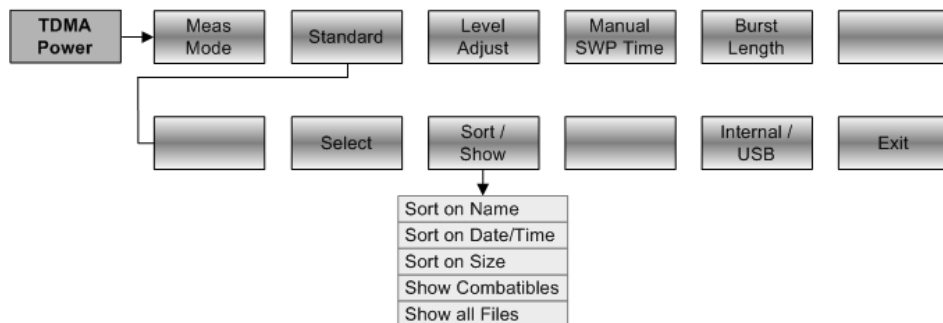 TDMA
Power
Meas
Mode
Standard
Level
Adjust
Manual
SWP Time
Burst
Length
Select
Sort /
Show
Internal /
USB
Exit
Sort on Name
Sort on Date/Time
Sort on Size
Show Combatibles
Show all Files